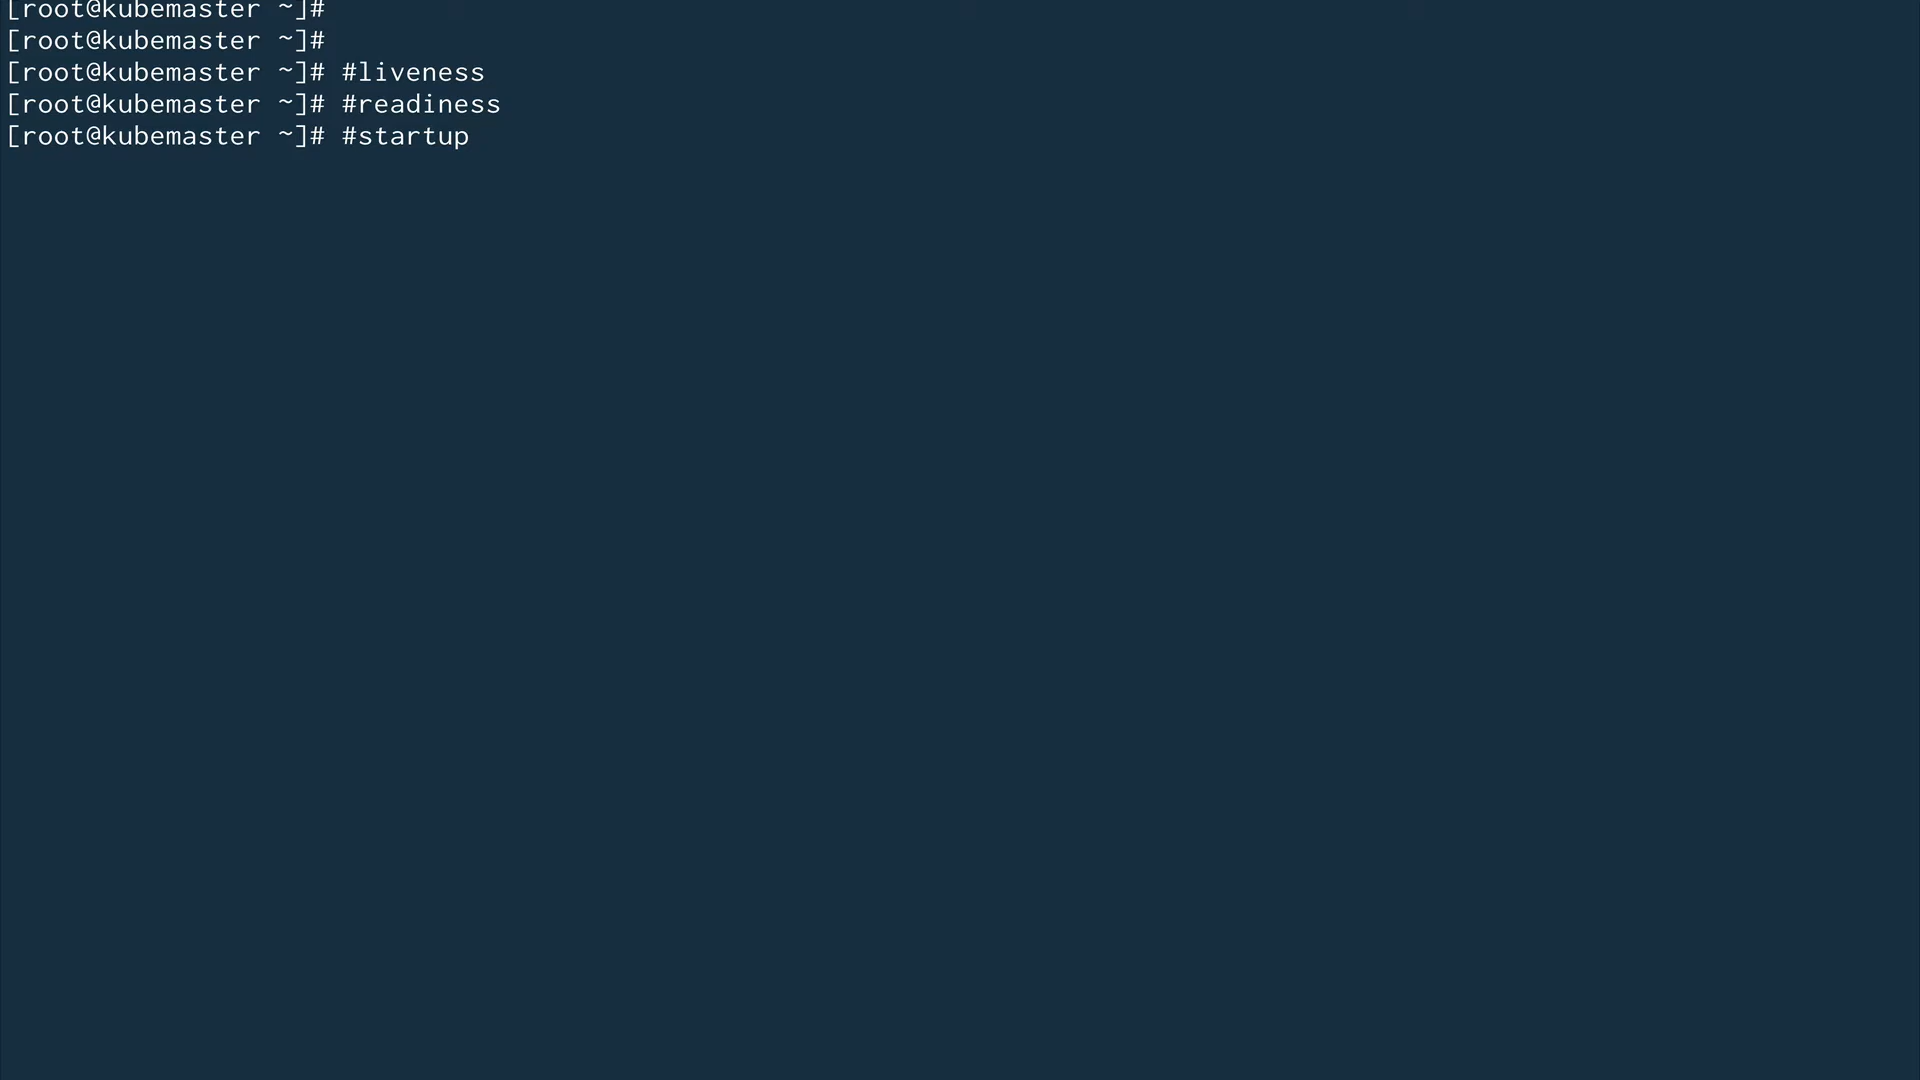 [root@kubemaster ~]#
[root@kubemaster ~]#
[root@kubemaster ~]# #liveness
[root@kubemaster ~]# #readiness
[root@kubemaster ~]# #startup